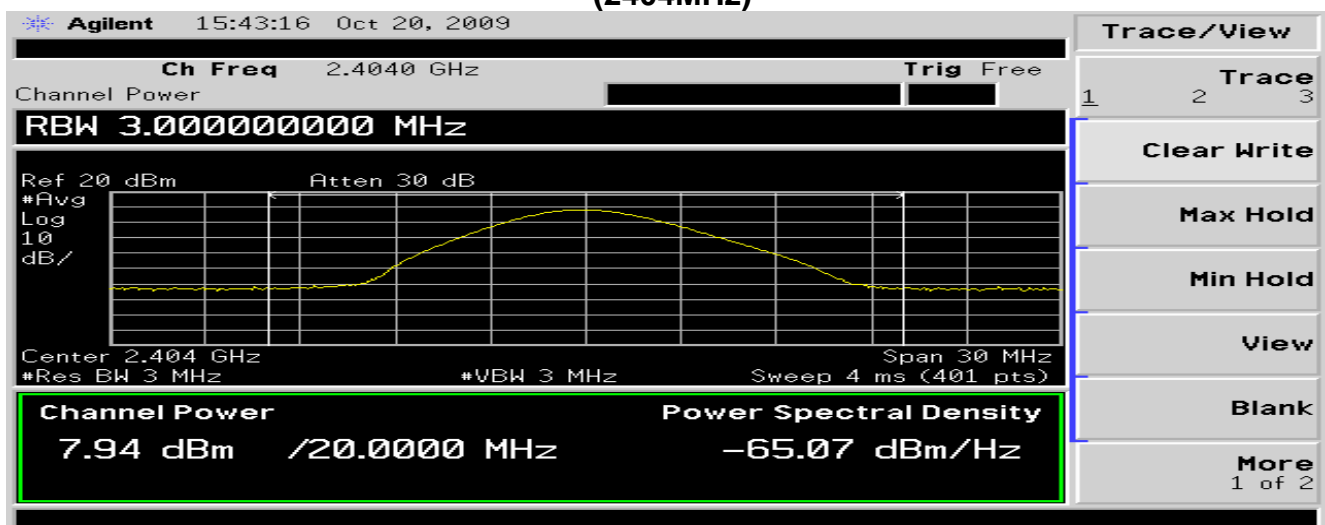 (2404MHz)
Agilent 15:43:16 Oct 20, 2009
Trace/View
Ch Freq 2.4040 GHz Trig Free
Channel Power
Trace
1 2 3
RBW 3.0000000000 MHz
Clear Write
Ref 20 dBm Atten 30 dB
#Avg
Log
10
dB/
Max Hold
Min Hold
View
Center 2.404 GHz Span 30 MHz
#Res BW 3 MHz #VBW 3 MHz Sweep 4 ms (401 pts)
Channel Power Power Spectral Density
7.94 dBm /20.0000 MHz -65.07 dBm/Hz
Blank
More
1 of 2